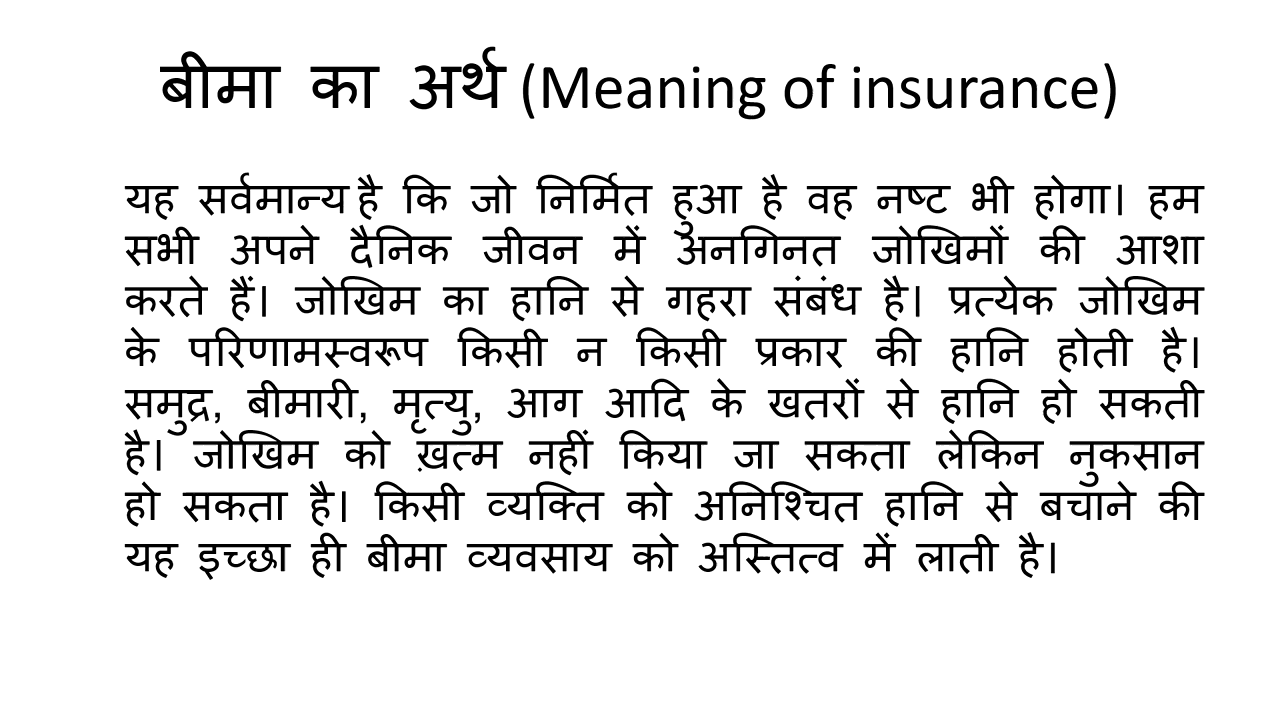 बीमा का अर्थ (Meaning of insurance)
यह सर्वमान्य है कि जो निर्मित हुआ है वह नष्ट भी होगा। हम
सभी अपने दैनिक जीवन में अनगिनत जोखिमों की आशा
करते हैं। जोखिम का हानि से गहरा संबंध है। प्रत्येक जोखिम
के परिणामस्वरूप किसी न किसी प्रकार की हानि होती है।
समुद्र, बीमारी, मृत्यु, आग आदि के खतरों से हानि हो सकती
है। जोखिम को ख़त्म नहीं किया जा सकता लेकिन नुकसान
हो सकता है। किसी व्यक्ति को अनिश्चित हानि से बचाने की
यह इच्छा ही बीमा व्यवसाय को अस्तित्व में लाती है।